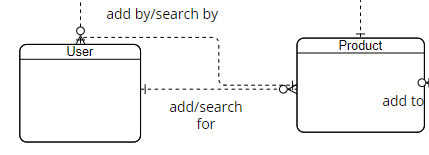 add by/search by
User
Product
add to
add/search
for